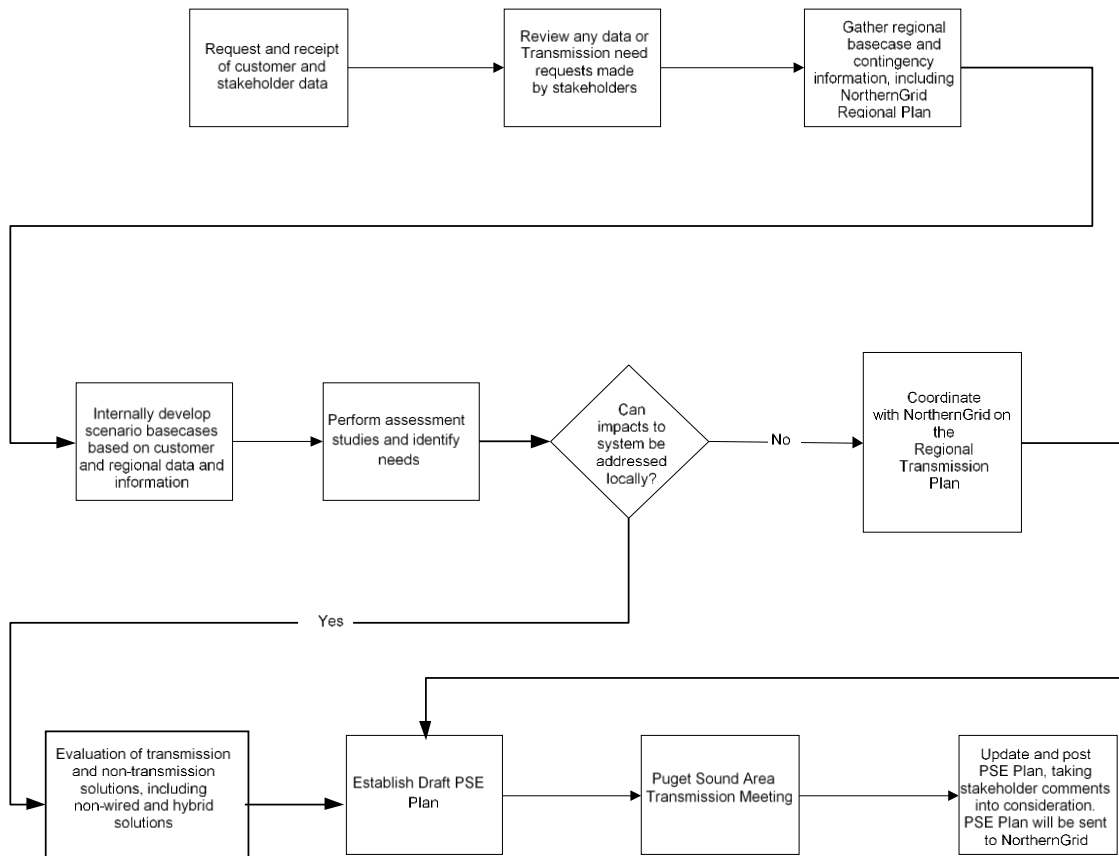 Request and receipt
of customer and
stakeholder data
Review any data or
Transmission need
requests made
by stakeholders
Gather regional
basecase and
contingency
information, including
NorthernGrid
Regional Plan
Internally develop
scenario basecases
based on customer
and regional data and
information
Perform assessment
studies and identify
needs
Can
impacts to
system be
addressed
locally?
No
Coordinate
with NorthernGrid on
the
Regional
Transmission
Plan
Yes
Evaluation of transmission
and non-transmission
solutions, including
non-wired and hybrid
solutions
Establish Draft PSE
Plan
Puget Sound Area
Transmission Meeting
Update and post
PSE Plan, taking
stakeholder comments
into consideration.
PSE Plan will be sent
to NorthernGrid